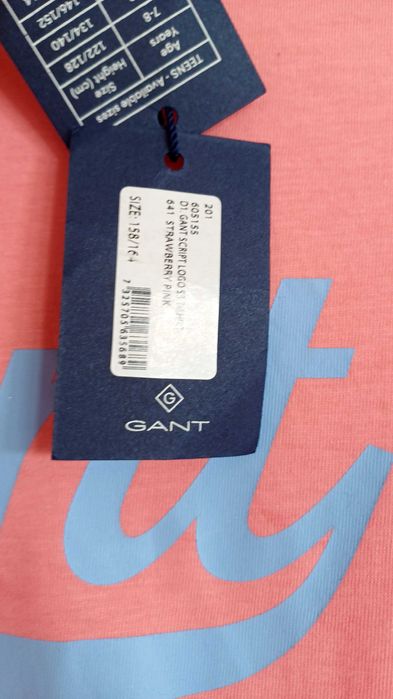 TEENS - Available sizes
Size
Height (cm)
122/128
134/140
146/152
Age
Years
7-8
201
605155
D1. GANT SCRIPT LOGO SS T-SHIRT
641 STRAWBERRY PINK
SIZE: 158/164
7325705635689
G
GANT